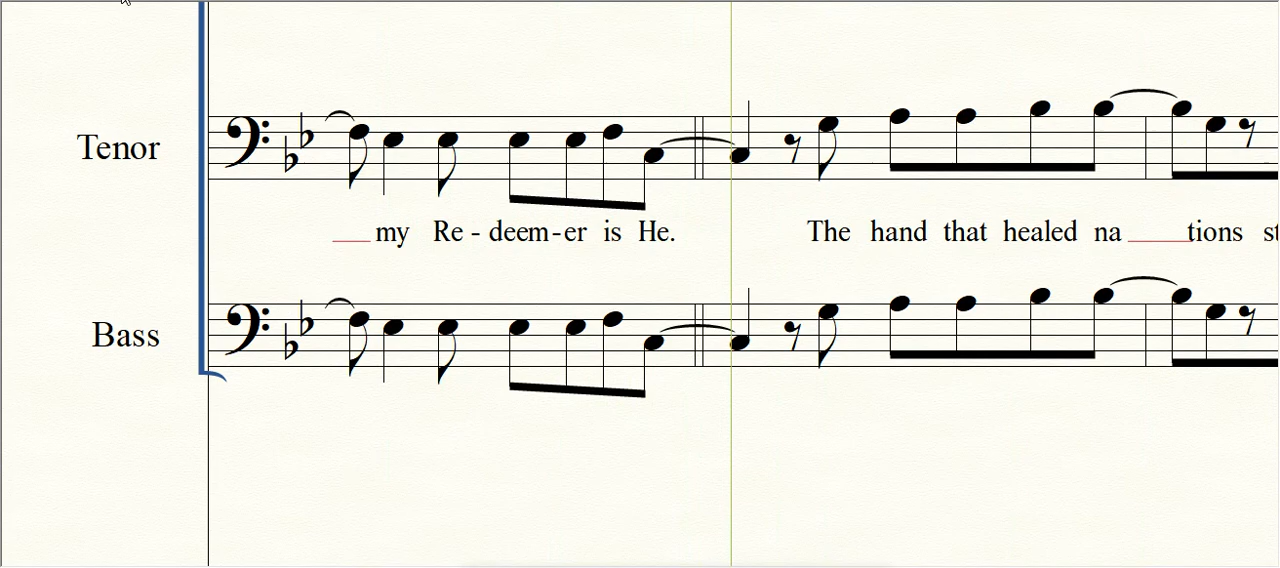 Tenor
my Re - deem - er is He. The hand that healed na tions
Bass